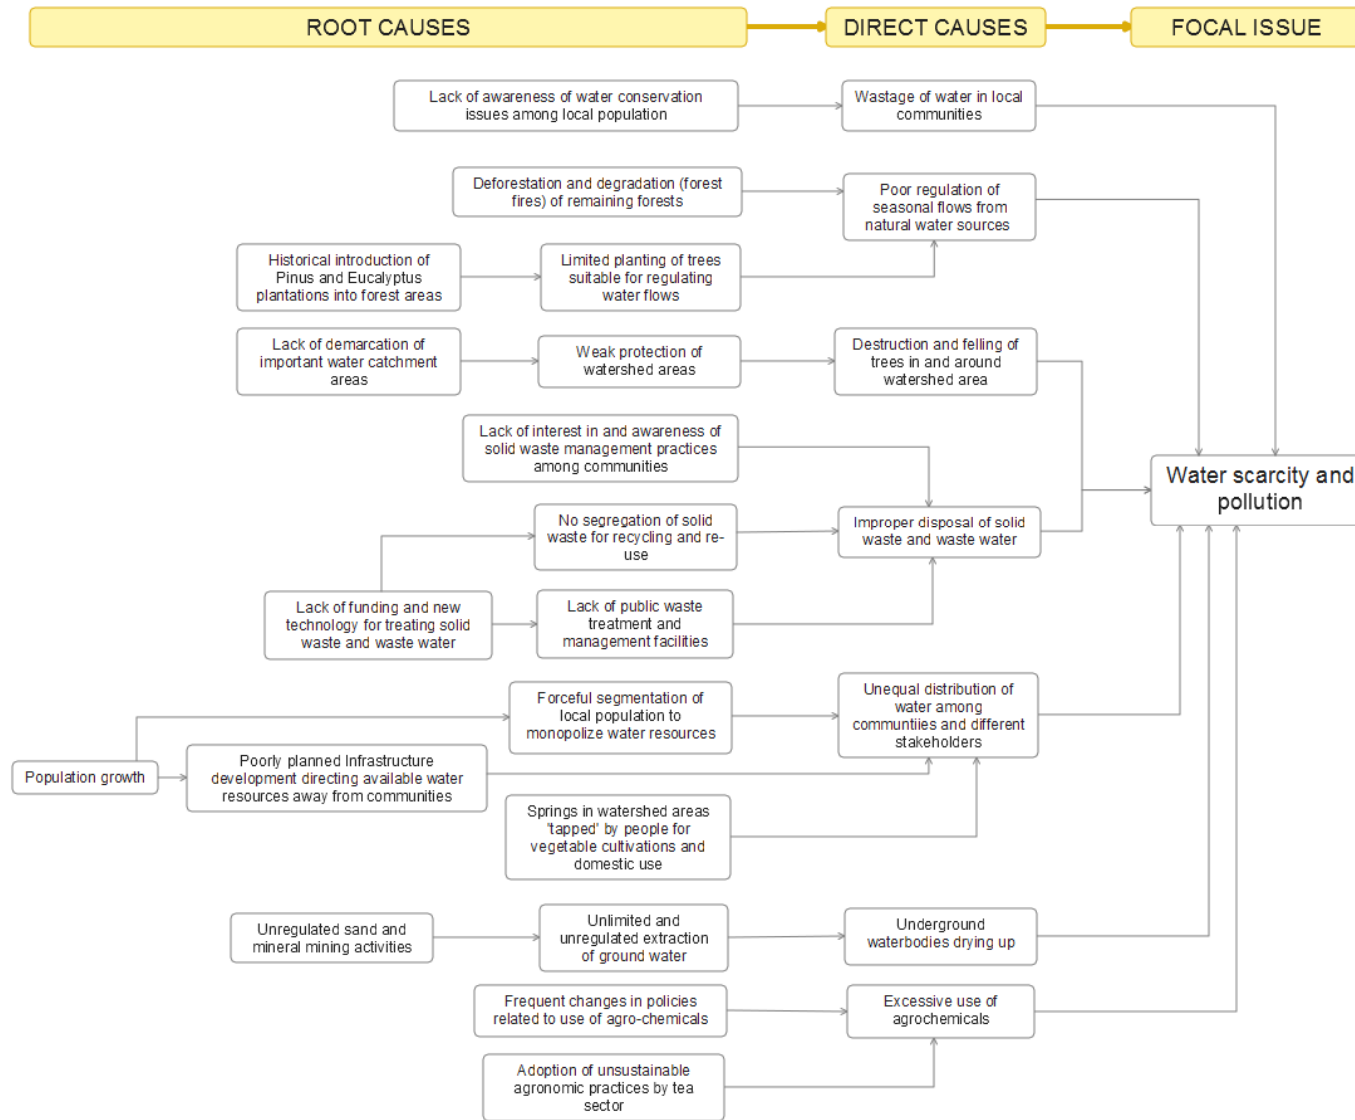 ROOT CAUSES
DIRECT CAUSES
FOCAL ISSUE
Lack of awareness of water conservation
issues among local population
Wastage of water in local
communities
Deforestation and degradation (forest
fires) of remaining forests
Poor regulation of
seasonal flows from
natural water sources
Historical introduction of
Pinus and Eucalyptus
plantations into forest areas
Limited planting of trees
suitable for regulating
water flows
Lack of demarcation of
important water catchment
areas
Weak protection of
watershed areas
Destruction and felling of
trees in and around
watershed area
Lack of interest in and awareness of
solid waste management practices
among communities
Water scarcity and
pollution
No segregation of solid
waste for recycling and re-
use
Improper disposal of solid
waste and waste water
Lack of funding and new
technology for treating solid
waste and waste water
Lack of public waste
treatment and
management facilities
Forceful segmentation of
local population to
monopolize water resources
Unequal distribution of
water among
communtiies and different
stakeholders
Population growth
Poorly planned Infrastructure
development directing available water
resources away from communities
Springs in watershed areas
'tapped' by people for
vegetable cultivations and
domestic use
Unregulated sand and
mineral mining activities
Unlimited and
unregulated extraction
of ground water
Underground
waterbodies drying up
Frequent changes in policies
related to use of agro-chemicals
Excessive use of
agrochemicals
Adoption of unsustainable
agronomic practices by tea
sector